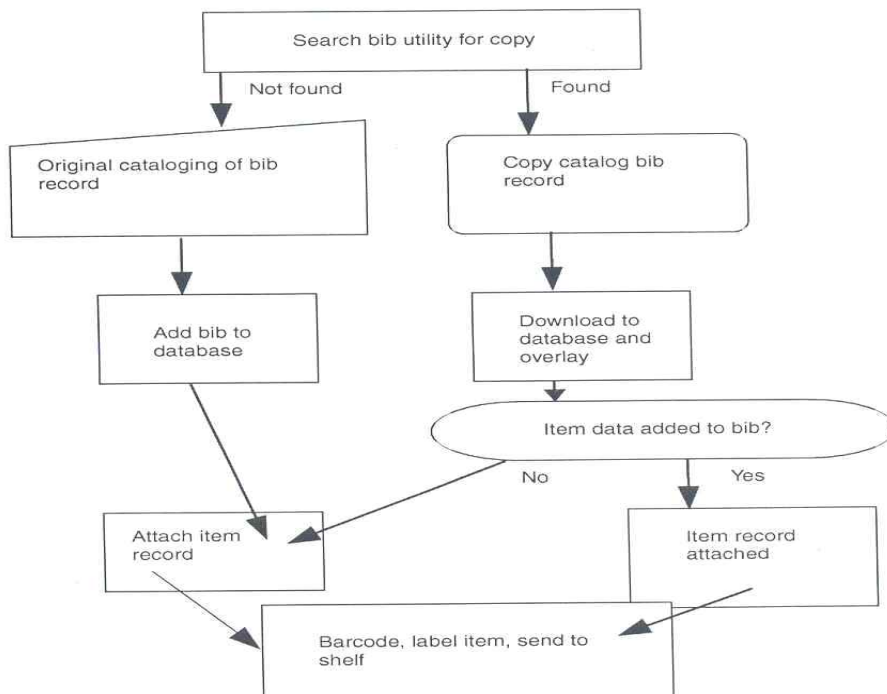 Search bib utility for copy
Not found
Found
Original cataloging of bib
record
Copy catalog bib
record
Add bib to
database
Download to
database and
overlay
Item data added to bib?
No
Yes
Attach item
record
Item record
attached
Barcode, label item, send to
shelf